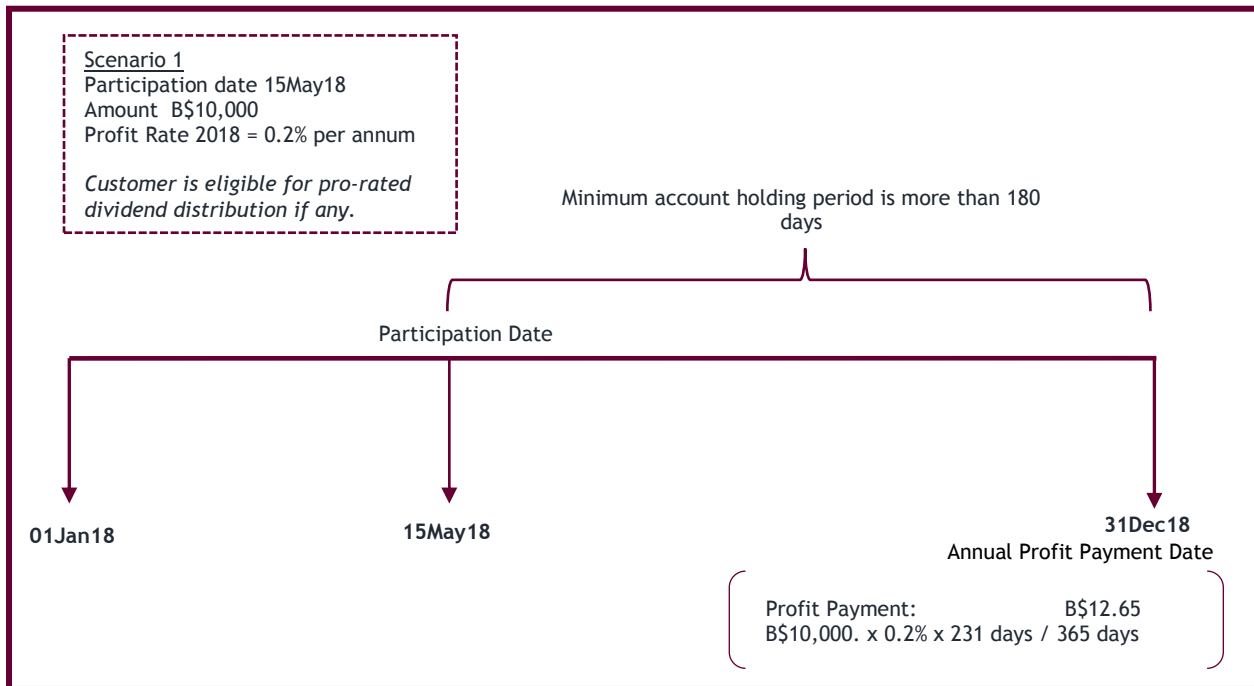 Scenario 1
Participation date 15May18
Amount B$10,000
Profit Rate 2018 = 0.2% per annum
Customer is eligible for pro-rated
dividend distribution if any.
Minimum account holding period is more than 180
days
Participation Date
01Jan18
15May18
31Dec18
Annual Profit Payment Date
Profit Payment: B$12.65
B$10,000. x 0.2% x 231 days / 365 days